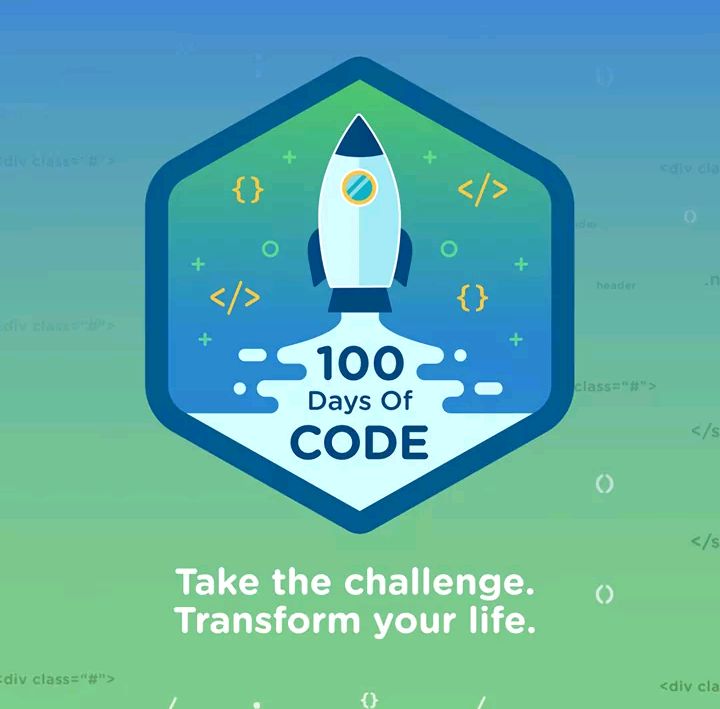 <div class="#">
<div cla
{}
</>
()
header
.n
</>
{}
<div class="#">
100
Days Of
CODE
class="#">
</s
()
</s
Take the challenge.
Transform your life.
()
<div class="#">
<div cla
{}